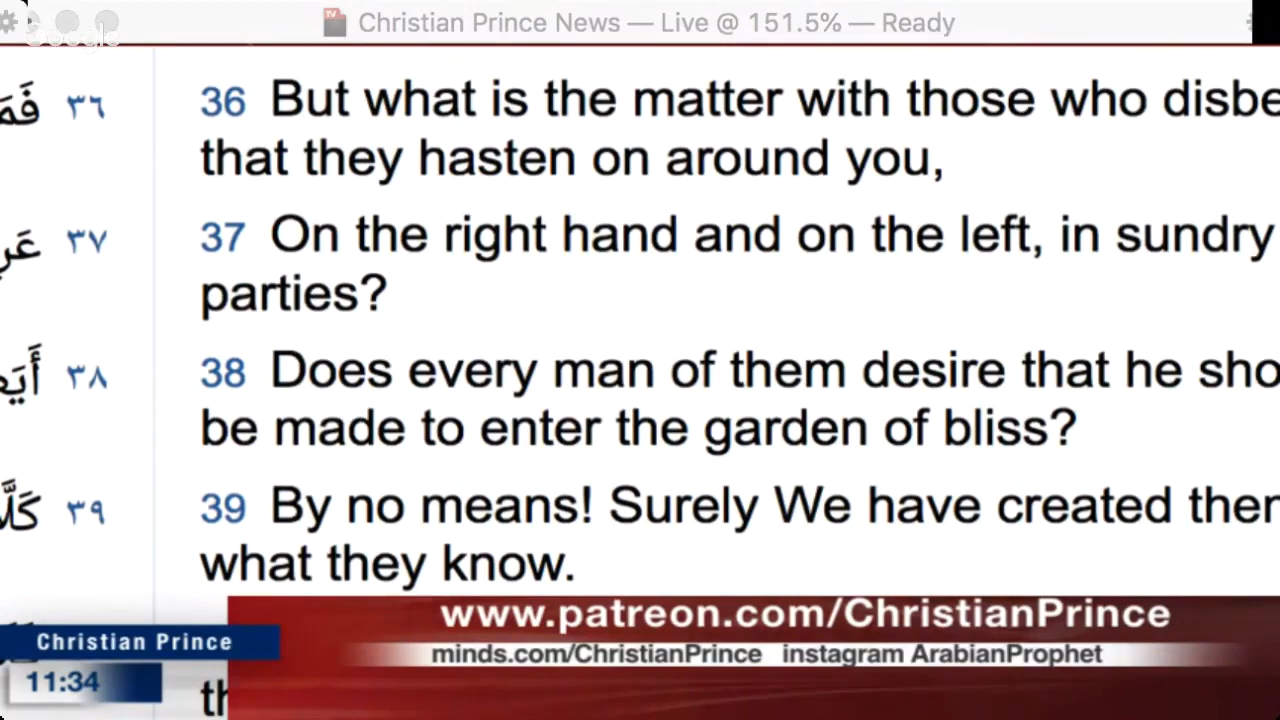 Christian Prince News — Live @ 151.5% — Ready
Google
36 But what is the matter with those who
٣٦
that they hasten on around you,
37 On the right hand and on the left, in sundry
٣٧
parties?
38 Does every man of them desire that he
٣٨
be made to enter the garden of bliss?
39 By no means! Surely We have created
٣٩ كَلَّا
what they know.
www.patreon.com/ChristianPrince
Christian Prince
minds.com/ChristianPrince instagram ArabianProphet
11:34